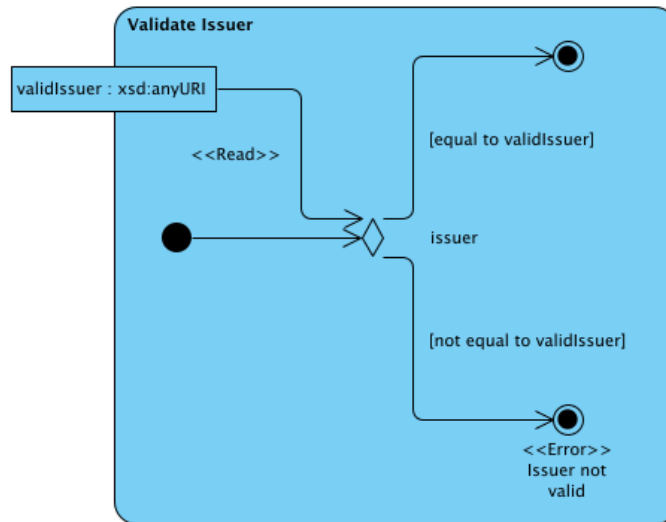 Validate Issuer
validIssuer : xsd:anyURI
[equal to validIssuer]
<<Read>>
issuer
[not equal to validIssuer]
<<Error>>
Issuer not
valid